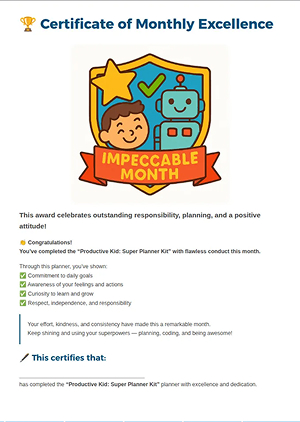 🏆 Certificate of Monthly Excellence
IMPECCABLE
MONTH
This award celebrates outstanding responsibility, planning, and a positive
attitude!
👏 Congratulations!
You've completed the “Productive Kid: Super Planner Kit” with flawless conduct this month.
Through this planner, you've shown:
✅ Commitment to daily goals
✅ Awareness of your feelings and actions
✅ Curiosity to learn and grow
✅ Respect, independence, and responsibility
Your effort, kindness, and consistency have made this a remarkable month.
Keep shining and using your superpowers — planning, coding, and being awesome!
🖋️ This certifies that:
has completed the “Productive Kid: Super Planner Kit” planner with excellence and dedication.